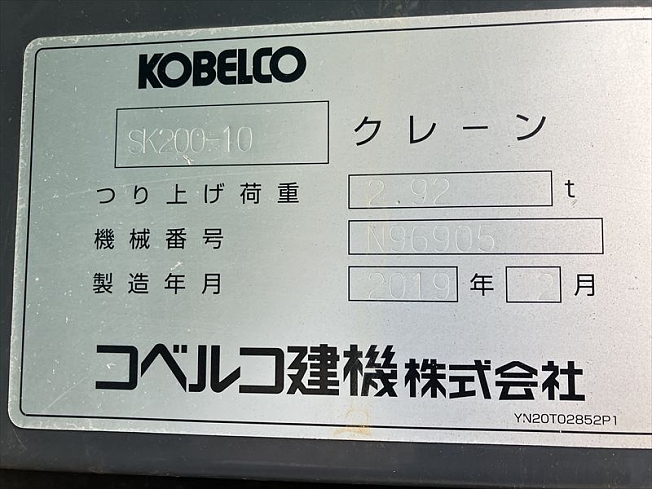 KOBELCO
SK200-10 クレーン
つり上げ荷重 2.92 t
機械番号 N96905
製造年月 2019 年 2 月
コベルコ建機株式会社
YN20T02852P1